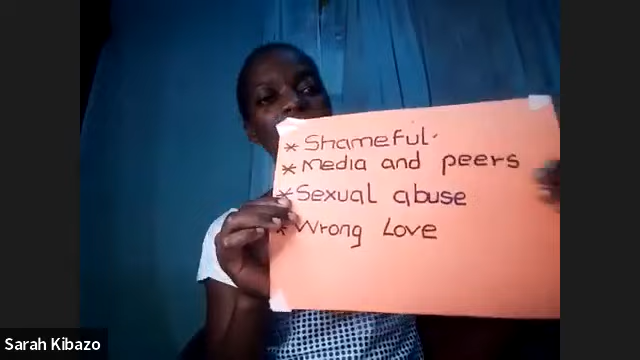 * Shameful.
* Media and peers
* Sexual abuse
* Wrong Love
Sarah Kibazo